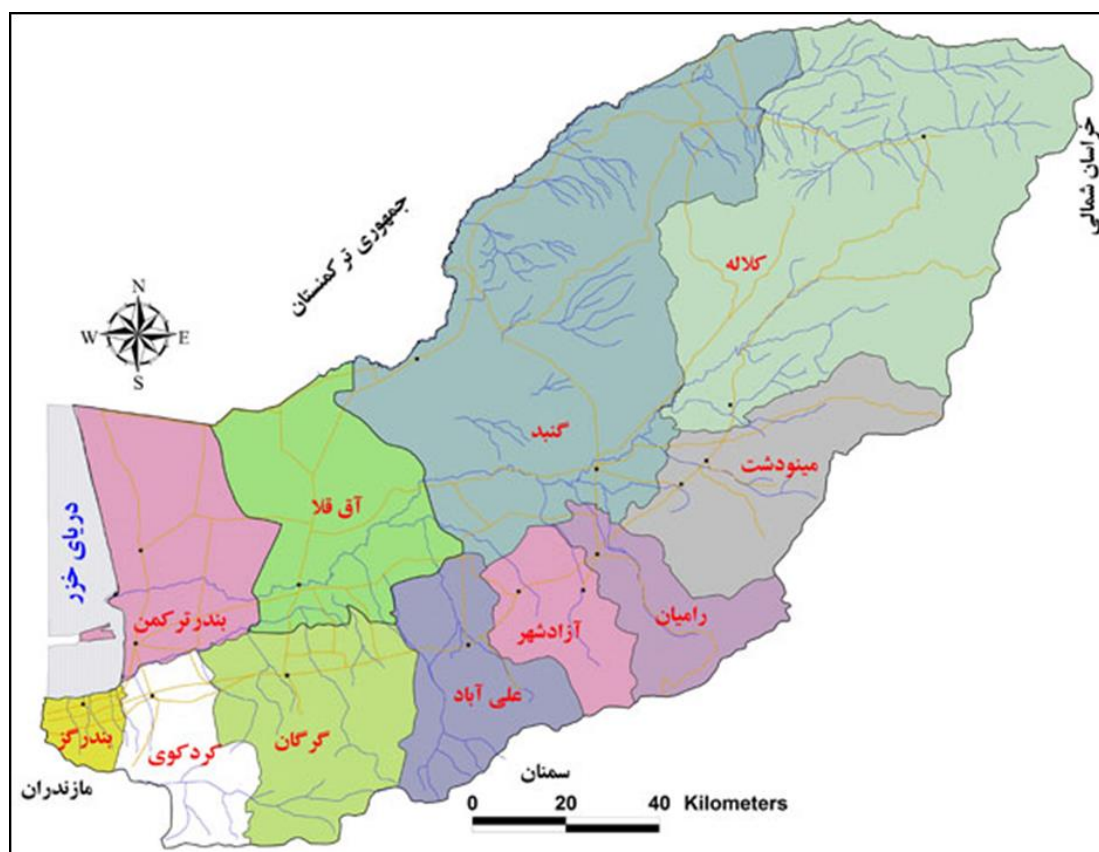 خراسان شمالی
جمهوری ترکمنستان
کلاله
N
W
E
S
گنبد
مینودشت
آق قلا
دریای خزر
بندرترکمن
رامیان
آزادشهر
علی آباد
گرگان
کردکوی
بندرگز
سمنان
مازندران
0 20 40 Kilometers